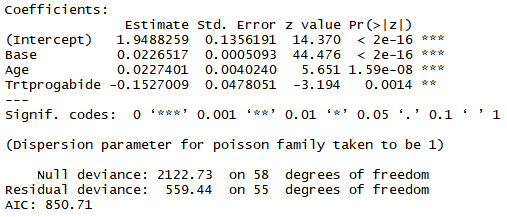 Coefficients:
Estimate Std. Error z value Pr(>|z|)
(Intercept) 1.9488259 0.1356191 14.370 < 2e-16 ***
Base 0.0226517 0.0005093 44.476 < 2e-16 ***
Age 0.0227401 0.0040240 5.651 1.59e-08 ***
Trtprogabide -0.1527009 0.0478051 -3.194 0.0014 **
---
Signif. codes: 0 ‘***’ 0.001 ‘**’ 0.01 ‘*’ 0.05 ‘.’ 0.1 ‘ ’ 1
(Dispersion parameter for poisson family taken to be 1)
Null deviance: 2122.73 on 58 degrees of freedom
Residual deviance: 559.44 on 55 degrees of freedom
AIC: 850.71